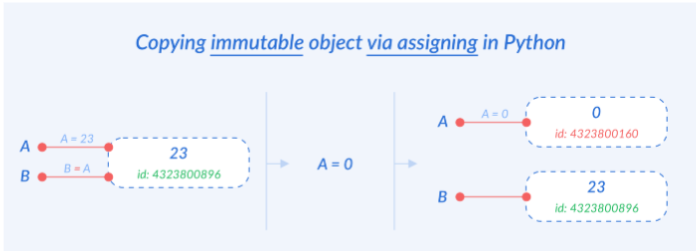 Copying immutable object via assigning in Python
A
A = 23
B
B = A
23
id: 4323800896
A = 0
A
A = 0
0
id: 4323800160
B
23
id: 4323800896